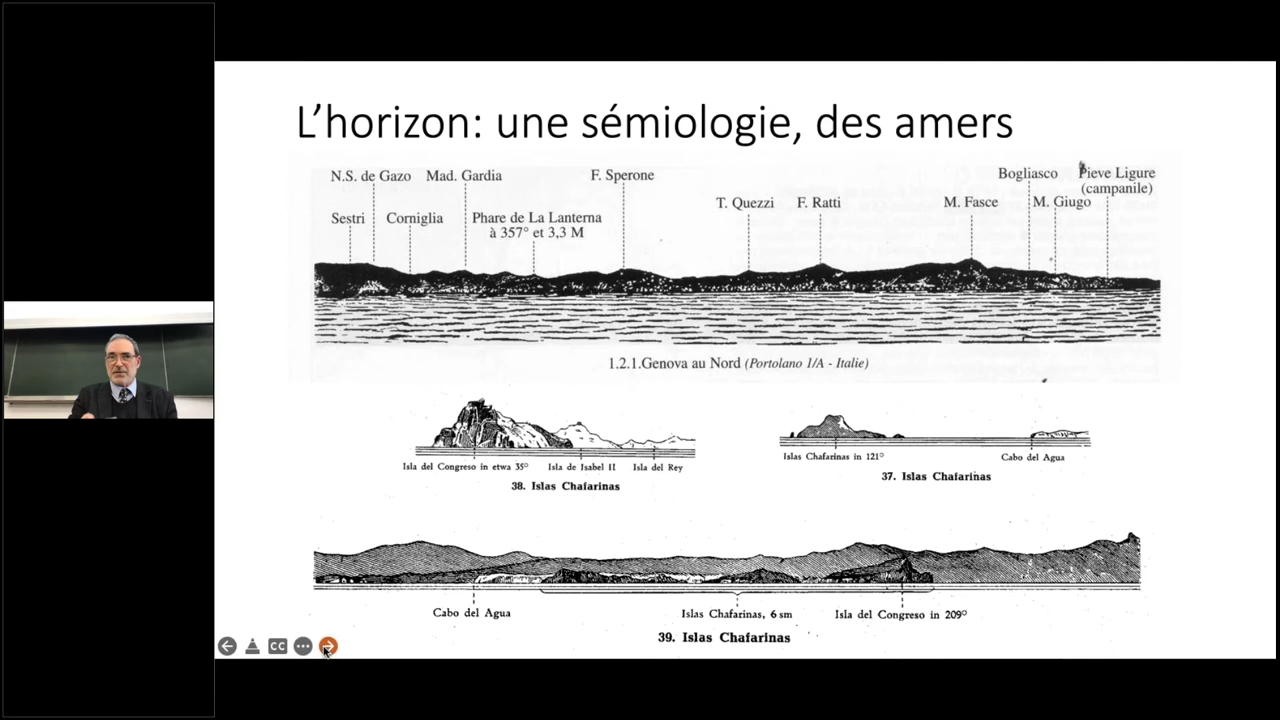 L'horizon: une sémiologie, des amers
N.S. de Gazo
Mad. Gardia
F. Sperone
Bogliasco
Pieve Ligure
(campanile)
T. Quezzi
F. Ratti
M. Fasce
M. Giugo
Sestri
Corniglia
Phare de La Lanterna
à 357° et 3,3 M
1.2.1.Genova au Nord (Portolano 1/A - Italie)
Isla del Congreso in etwa 35°
Isla de Isabel II
Isla del Rey
38. Islas Chafarinas
Islas Chafarinas in 121°
Cabo del Agua
37. Islas Chafarinas
Cabo del Agua
Islas Chafarinas, 6 sm
Isla del Congreso in 209°
39. Islas Chafarinas
CC